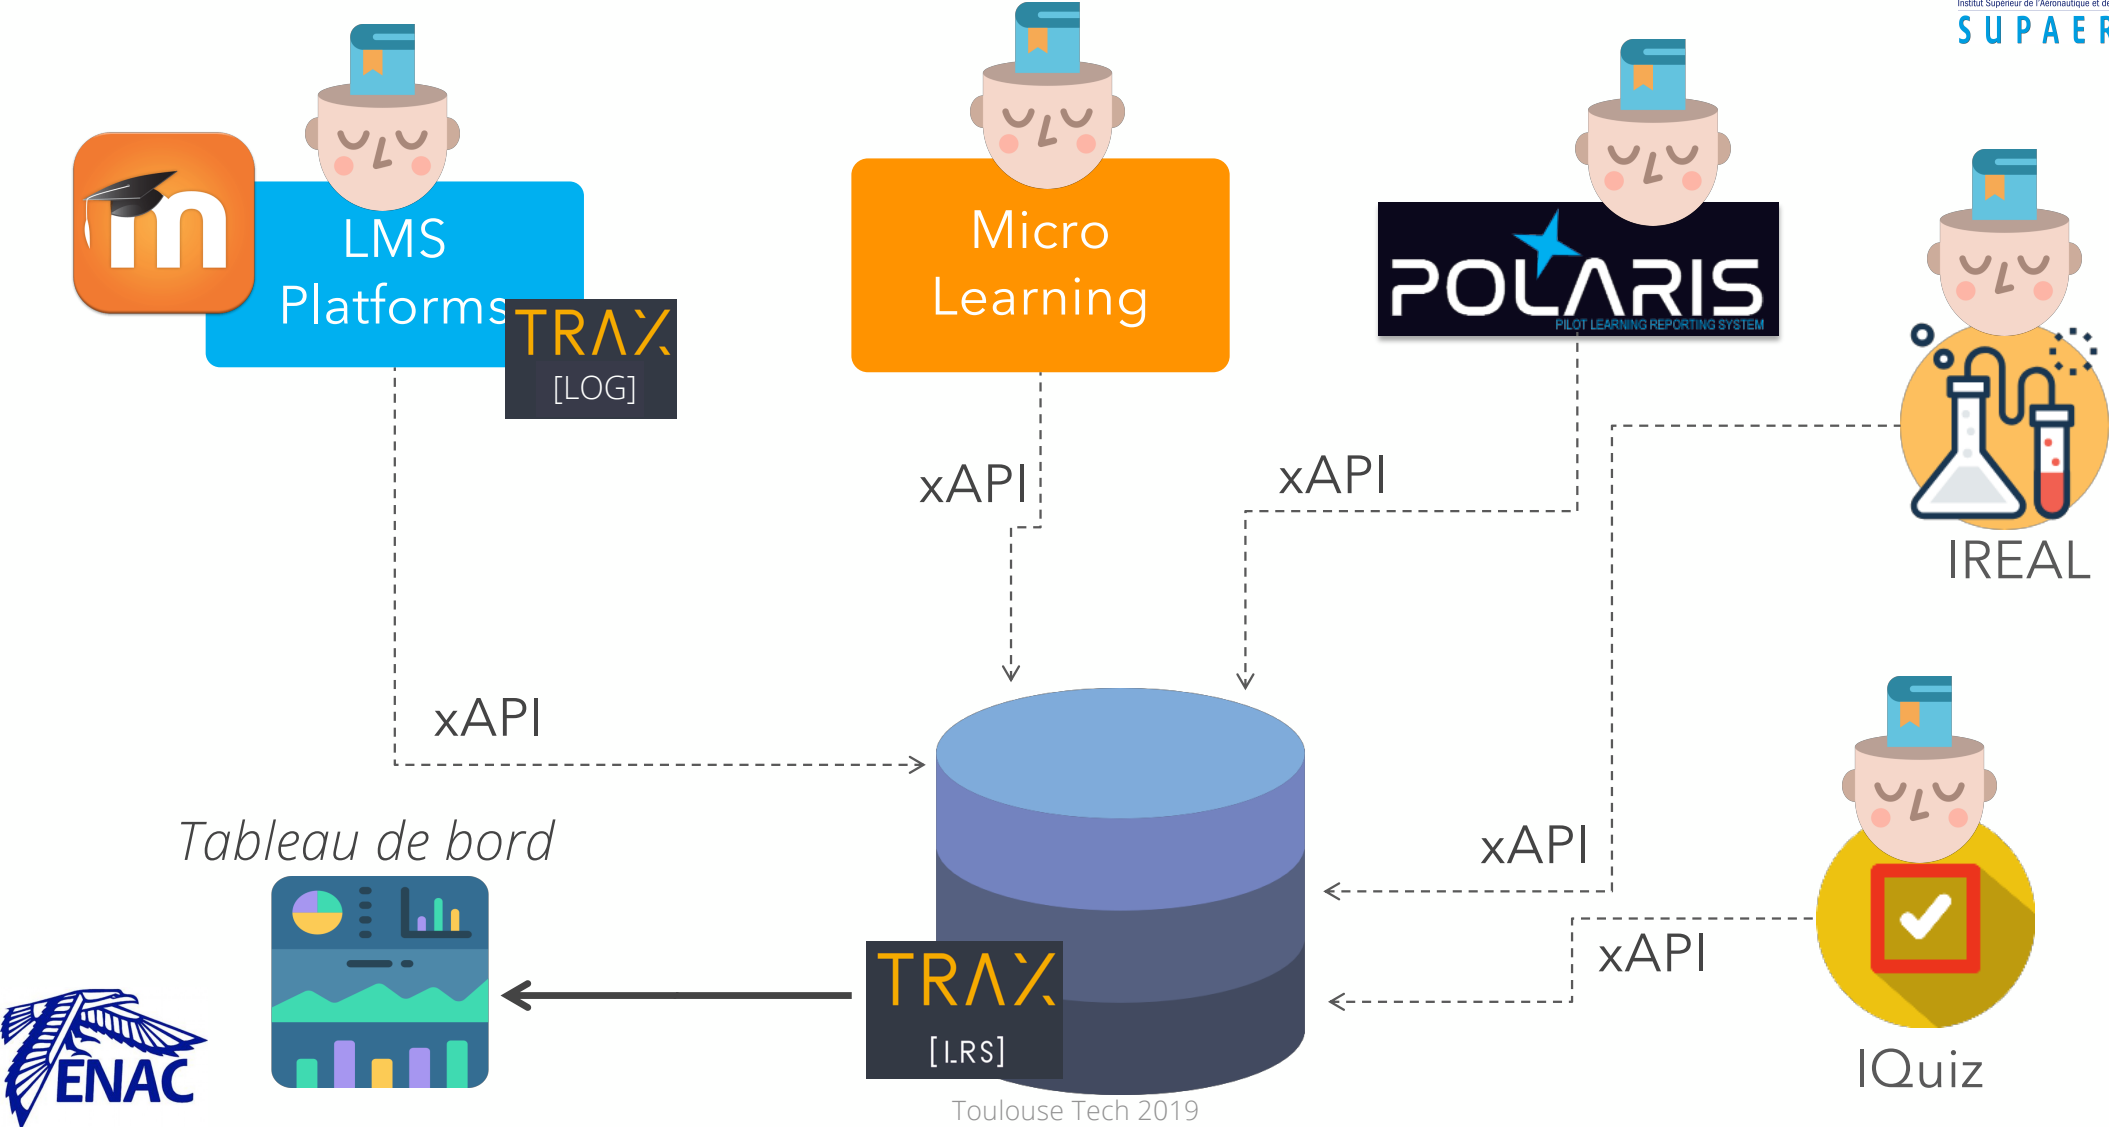 Institut Supérieur de l'Aéronautique et de
SUPAER
LMS
Platforms
TRAX
[LOG]
m
Micro
Learning
POLARIS
PILOT LEARNING REPORTING SYSTEM
xAPI
xAPI
IREAL
xAPI
Tableau de bord
xAPI
xAPI
TRAX
[LRS]
ENAC
IQuiz
Toulouse Tech 2019